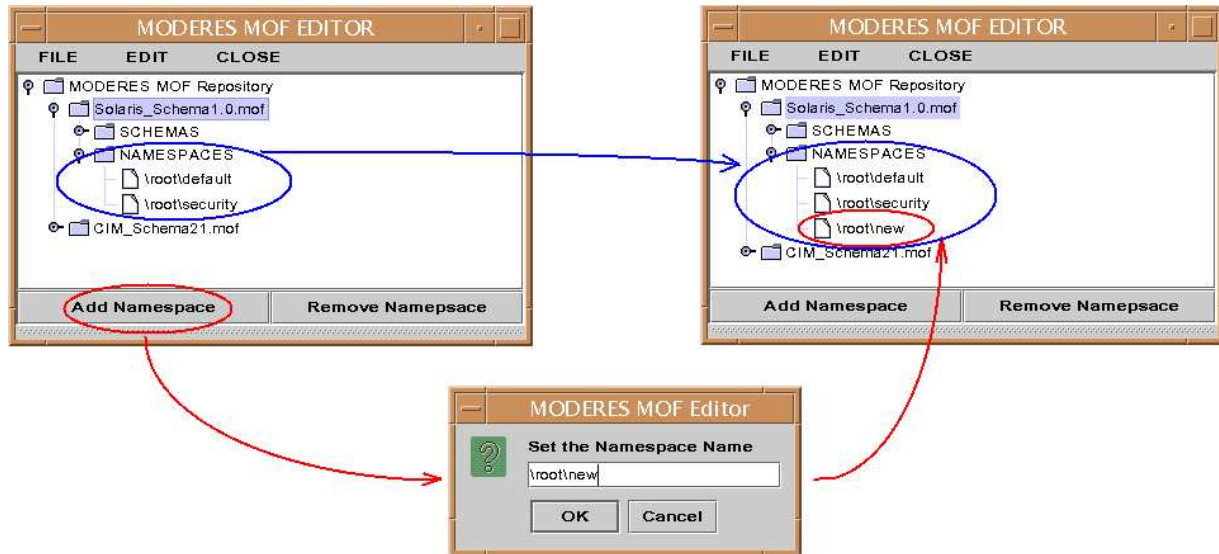 MODERES MOF EDITOR
FILE EDIT CLOSE
MODERES MOF Repository
Solaris_Schema1.0.mof
SCHEMAS
NAMESPACES
\root\default
\root\security
CIM_Schema21.mof
Add Namespace Remove Namepsace
MODERES MOF EDITOR
FILE EDIT CLOSE
MODERES MOF Repository
Solaris_Schema1.0.mof
SCHEMAS
NAMESPACES
\root\default
\root\security
\root\new
CIM_Schema21.mof
Add Namespace Remove Namepsace
MODERES MOF Editor
Set the Namespace Name
\root\new
OK Cancel